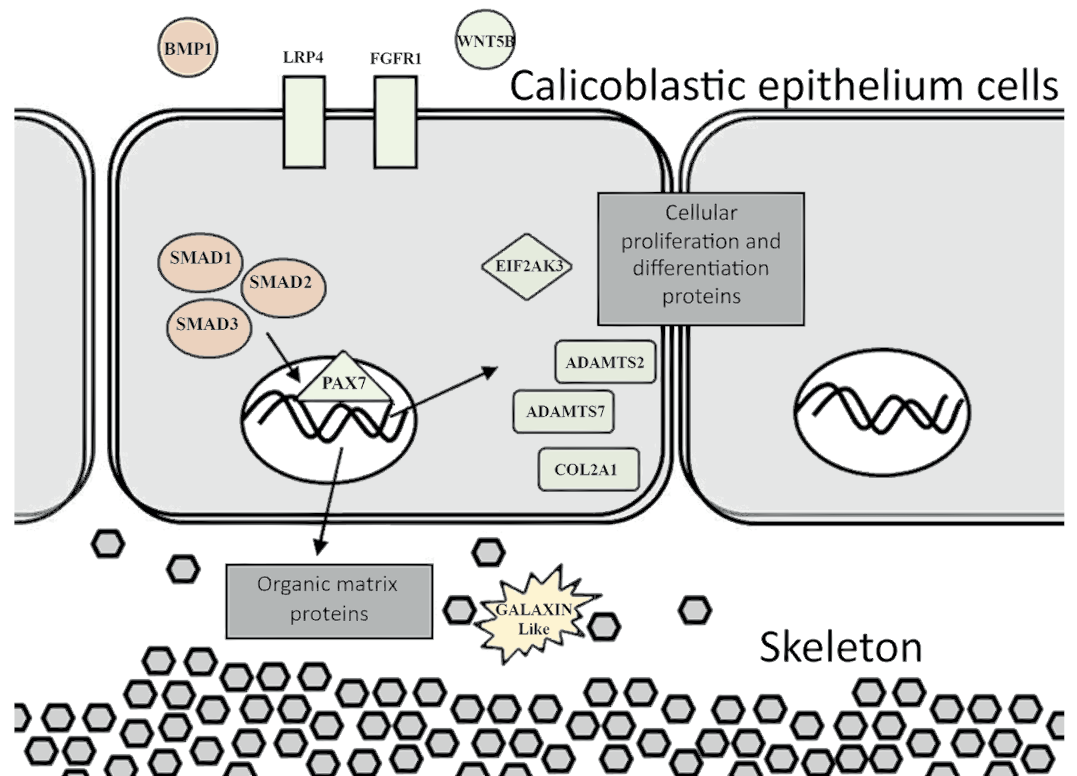 BMP1
WNT5B
LRP4
FGFR1
Calicoblastic epithelium cells
Cellular
proliferation and
differentiation
proteins
SMAD1
EIF2AK3
SMAD2
SMAD3
ADAMTS2
PAX7
ADAMTS7
COL2A1
Organic matrix
proteins
GALAXIN
Like
Skeleton